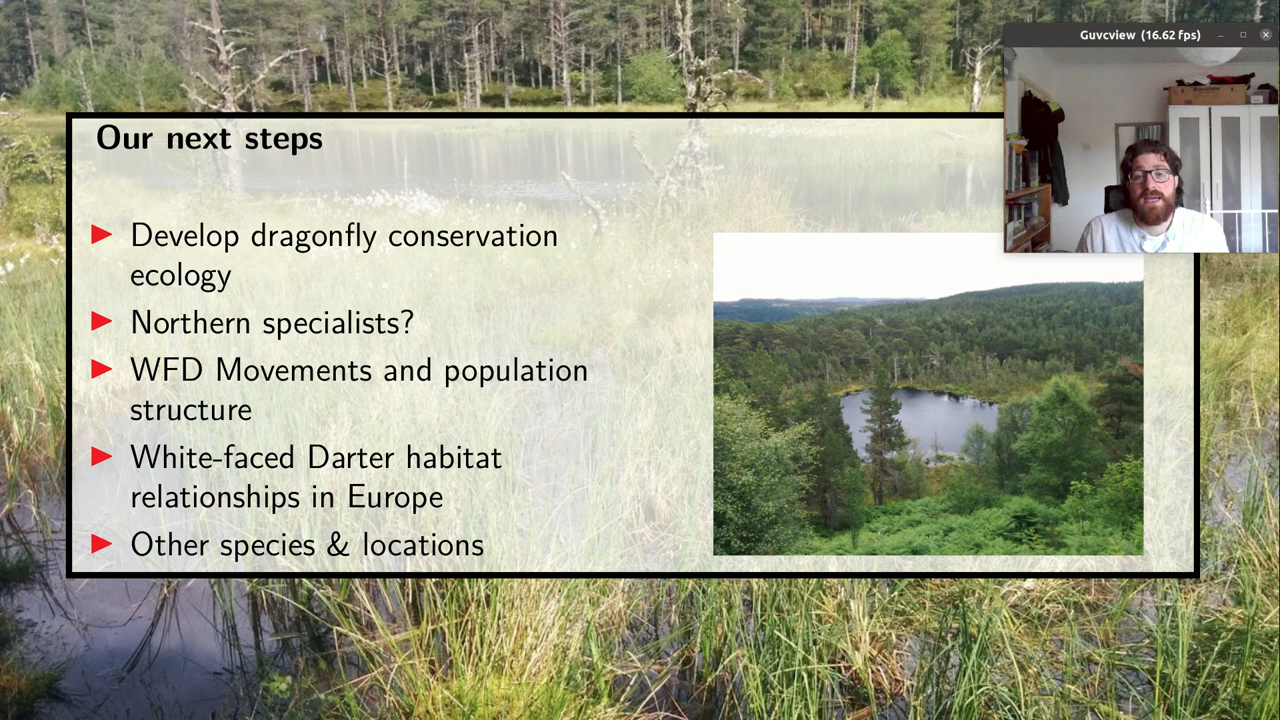 Guvcview (16.62 fps)
Our next steps
Develop dragonfly conservation
ecology
Northern specialists?
WFD Movements and population
structure
White-faced Darter habitat
relationships in Europe
Other species & locations